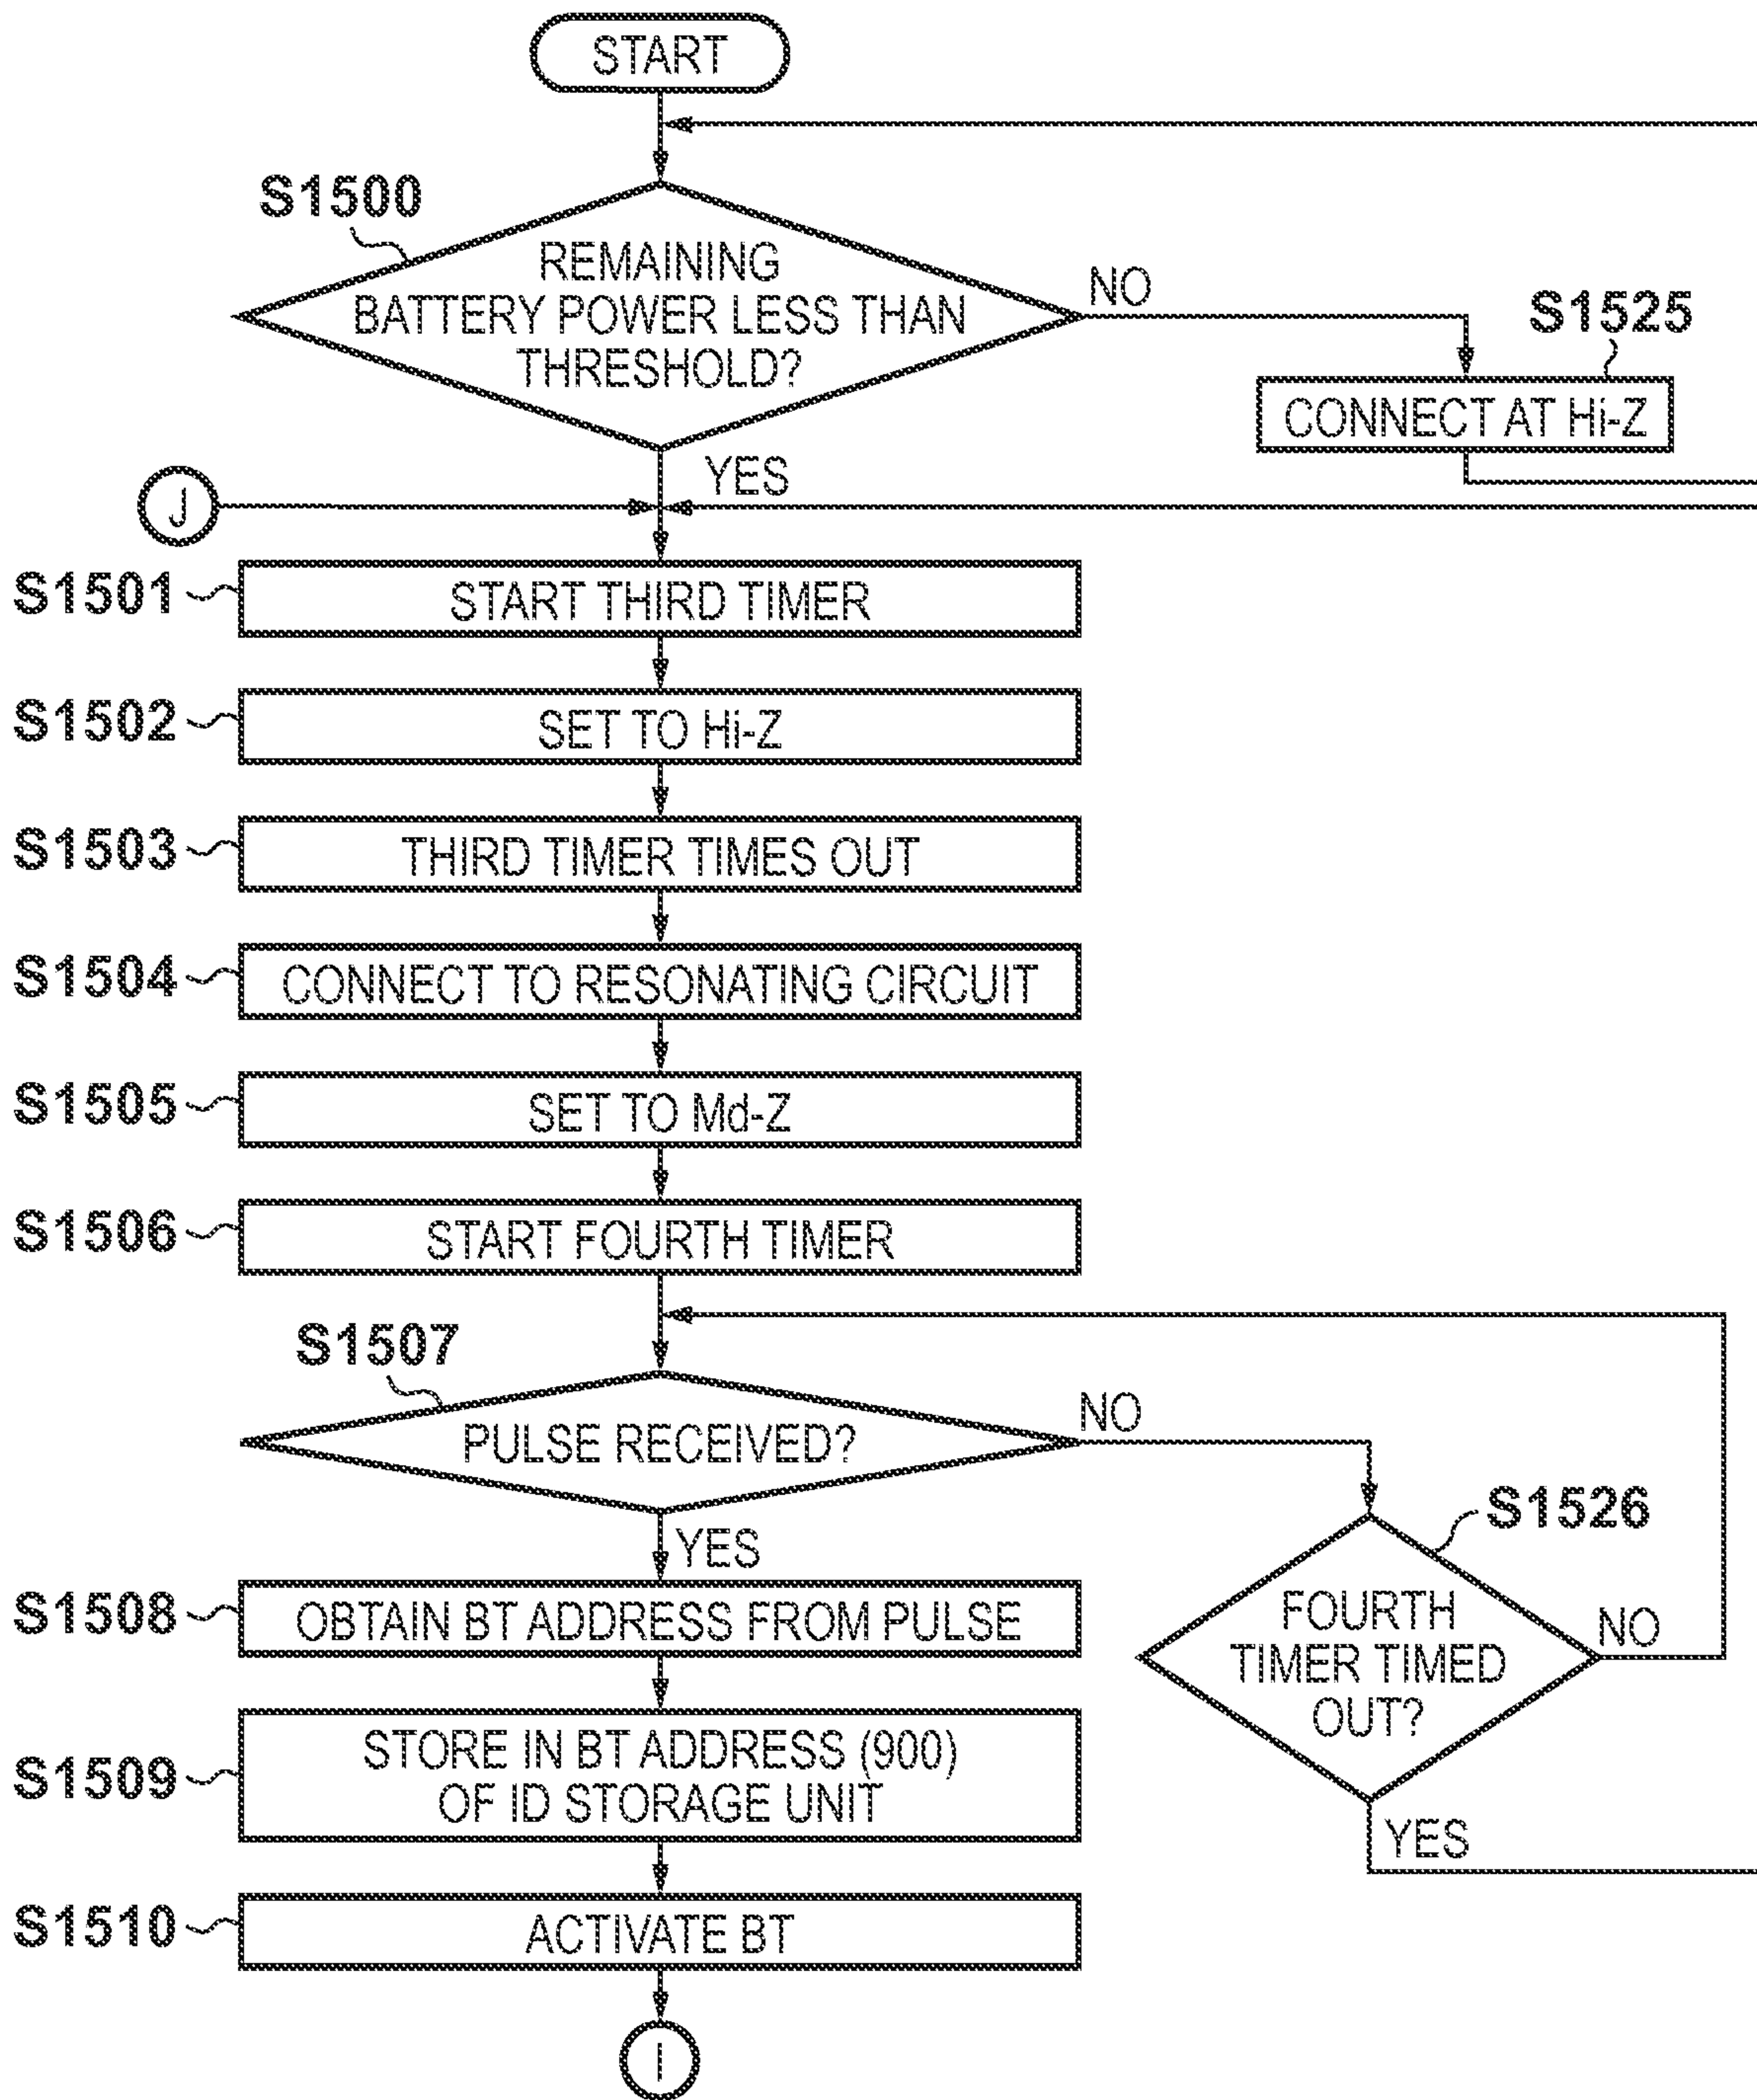 START
S1500
REMAINING
BATTERY POWER LESS THAN
THRESHOLD?
NO
S1525
CONNECT AT Hi-Z
YES
J
S1501
START THIRD TIMER
S1502
SET TO Hi-Z
S1503
THIRD TIMER TIMES OUT
S1504
CONNECT TO RESONATING CIRCUIT
S1505
SET TO Md-Z
S1506
START FOURTH TIMER
S1507
PULSE RECEIVED?
NO
S1526
YES
FOURTH
TIMER TIMED
OUT?
NO
YES
S1508
OBTAIN BT ADDRESS FROM PULSE
S1509
STORE IN BT ADDRESS (900)
OF ID STORAGE UNIT
S1510
ACTIVATE BT
I